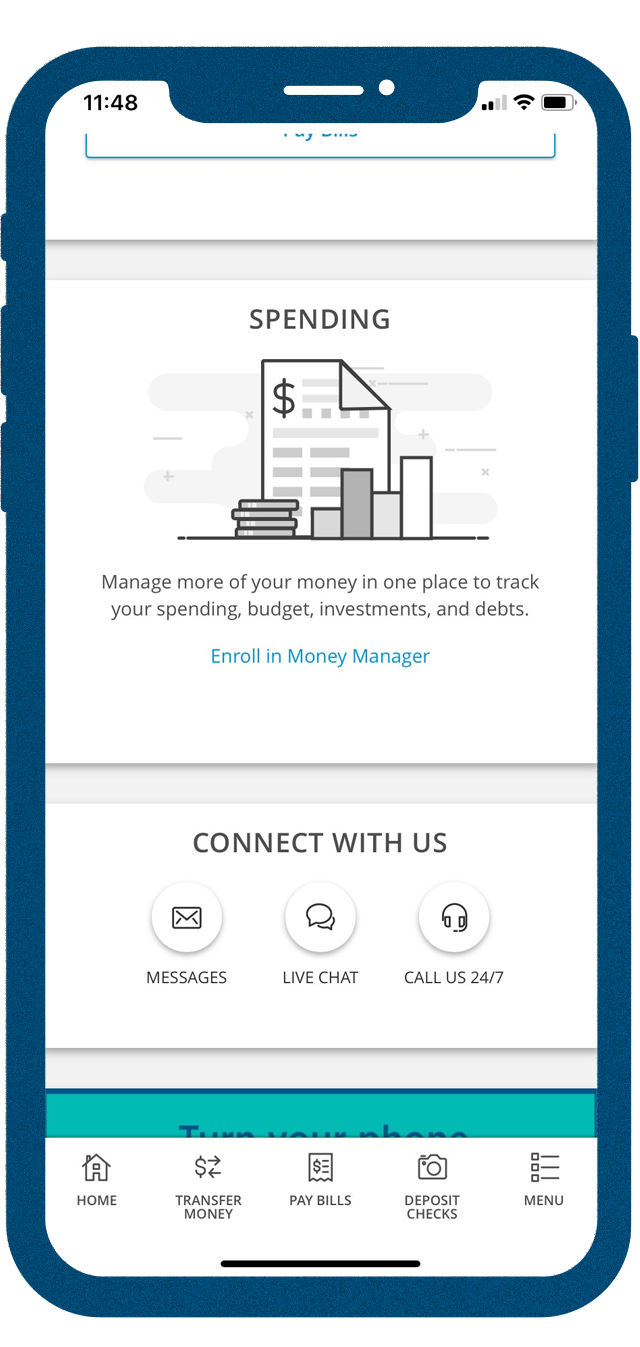 11:48
Pay Bills
SPENDING
$
Manage more of your money in one place to track
your spending, budget, investments, and debts.
Enroll in Money Manager
CONNECT WITH US
MESSAGES
LIVE CHAT
CALL US 24/7
Turn your phone
HOME
TRANSFER
MONEY
PAY BILLS
DEPOSIT
CHECKS
MENU